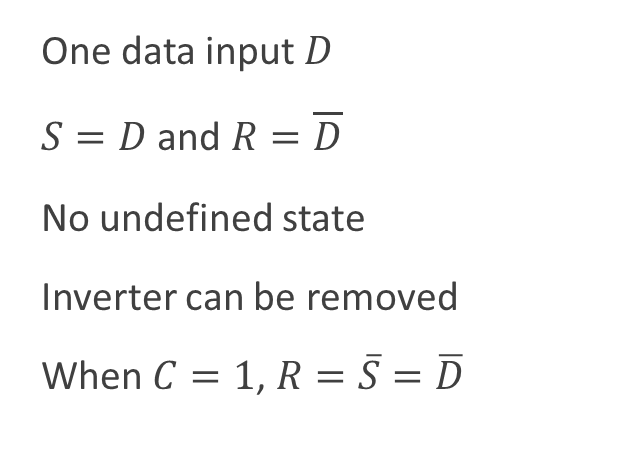 One data input D
S = D and R = D̅
No undefined state
Inverter can be removed
When C = 1, R = S̅ = D̅